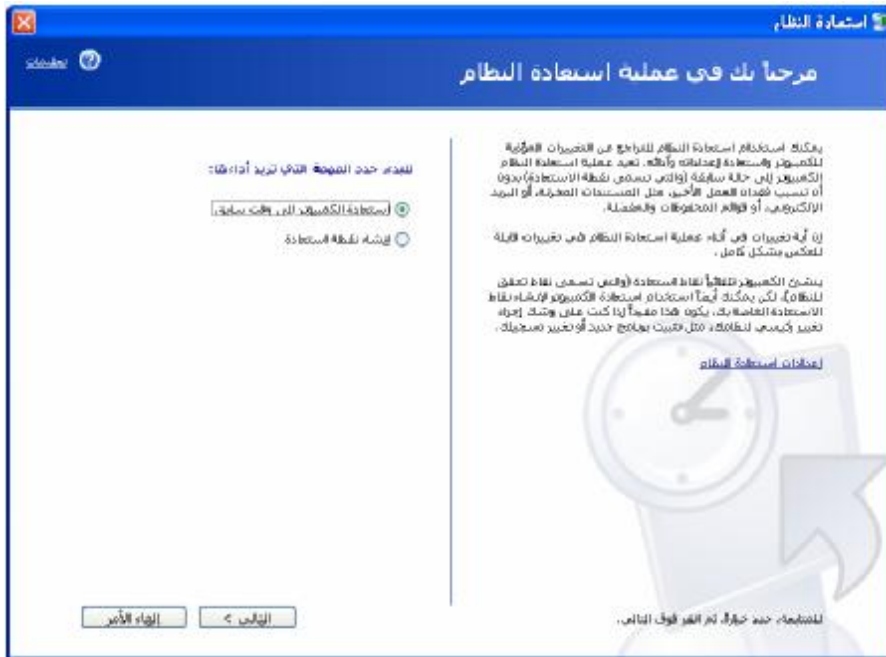 استعادة النظام
مرحباً بك في عملية استعادة النظام
تعليمات
يمكنك استخدام استعادة النظام للتراجع عن التغييرات المؤذية
للكمبيوتر واستعادة إعداداته وأدائه. تعيد عملية استعادة النظام
الكمبيوتر إلى حالة سابقة (والتي تسمى نقطة الاستعادة) بدون
أن تسبب فقدان العمل الأخير، مثل المستندات المخزنة، أو البريد
الإلكتروني، أو قوائم المحفوظات والمفضلة.
إن أية تغييرات في أثناء عملية استعادة النظام هي تغييرات قابلة
للعكس بشكل كامل.
ينشئ الكمبيوتر تلقائياً نقاط استعادة (والتي تسمى نقاط تحقق
للنظام)، لكن يمكنك أيضاً استخدام استعادة الكمبيوتر لإنشاء نقاط
الاستعادة الخاصة بك. يكون هذا مفيداً إذا كنت على وشك إجراء
تغيير رئيسي لنظامك، مثل تثبيت برنامج جديد أو تغيير تسجيلك.
إعدادات استعادة النظام
للبدء، حدد المهمة التي تريد أداءها:
استعادة الكمبيوتر إلى وقت سابق.
إنشاء نقطة استعادة
للمتابعة، حدد خياراً، ثم انقر فوق التالي.
التالي >
إنهاء الأمر